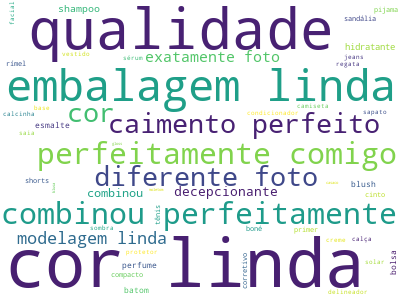 facial
shampoo
pijama
qualidade
sandália
rímel
vestido
sérum
exatamente foto
hidratante
jeans
regata
embalagem linda
calcinha
base
cor
condicionador
camiseta
sapato
esmalte
caimento perfeito
saia
perfeitamente comigo
diferente foto
shorts
combinou
decepcionante
blush
cinto
combinou perfeitamente
tênis
sombra
boné
primer
modelagem linda
creme
calça
bolsa
cor linda
protetor
perfume
compacto
corretivo
solar
batom
delineador